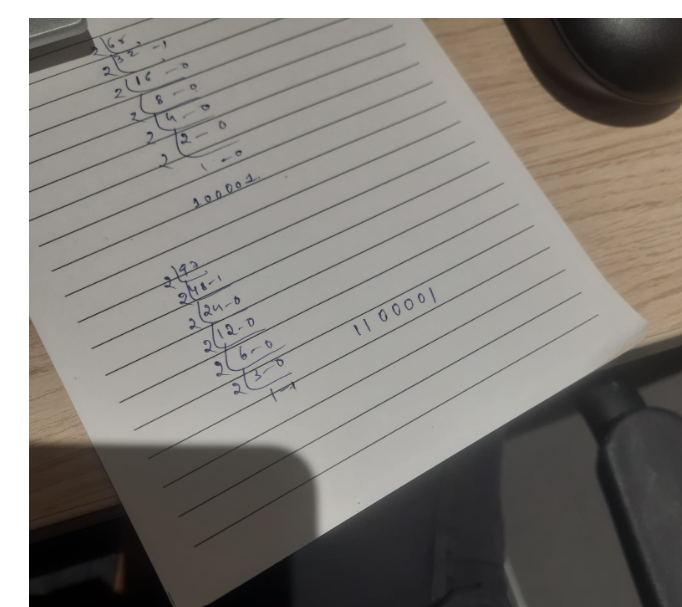 2 65
2 32 - 1
2 16 - 0
2 8 - 0
2 4 - 0
2 2 - 0
1 - 0
100001
2 97
2 48 - 1
2 24 - 0
2 12 - 0
2 6 - 0
2 3 - 0
1 - 1
1100001